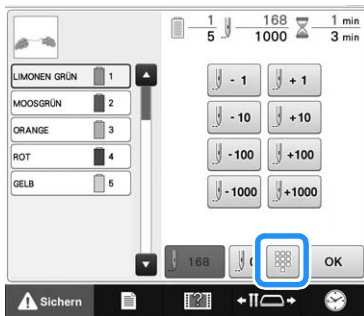 1 168 1 min
5 1000 3 min
LIMONEN GRÜN 1
MOOSGRÜN 2
ORANGE 3
ROT 4
GELB 5
- 1 + 1
- 10 + 10
-100 +100
-1000 +1000
168 OK
Sichern